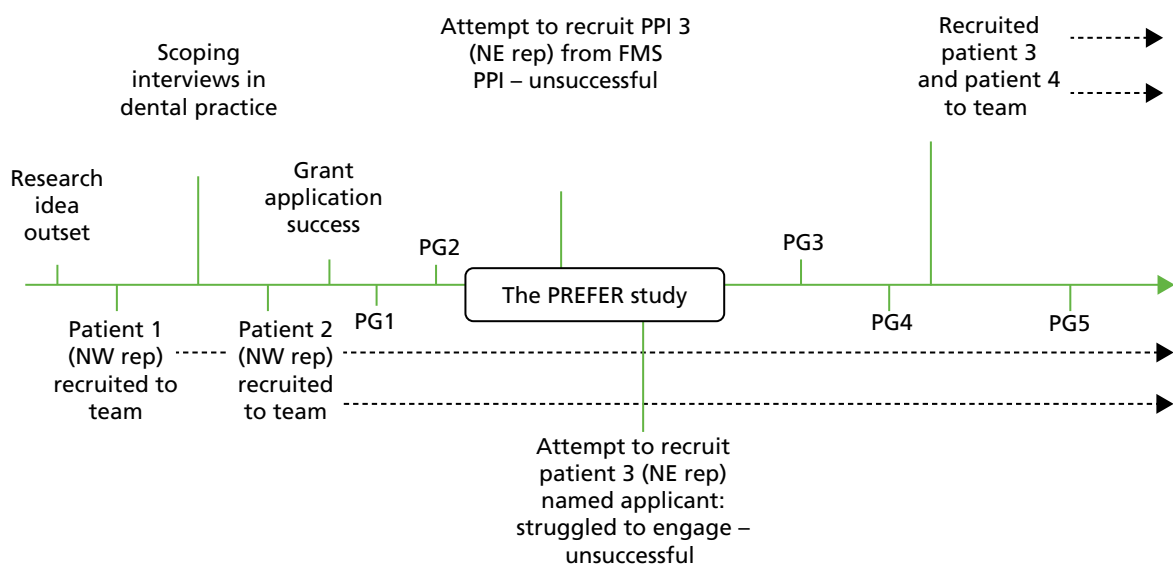 Research
idea
outset
Patient 1
(NW rep)
recruited to
team
Scoping
interviews in
dental practice
Patient 2
(NW rep)
recruited
to team
Grant
application
success
PG1
PG2
Attempt to recruit PPI 3
(NE rep) from FMS
PPI – unsuccessful
The PREFER study
Attempt to recruit
patient 3 (NE rep)
named applicant:
struggled to engage –
unsuccessful
PG3
PG4
Recruited
patient 3
and patient 4
to team
PG5